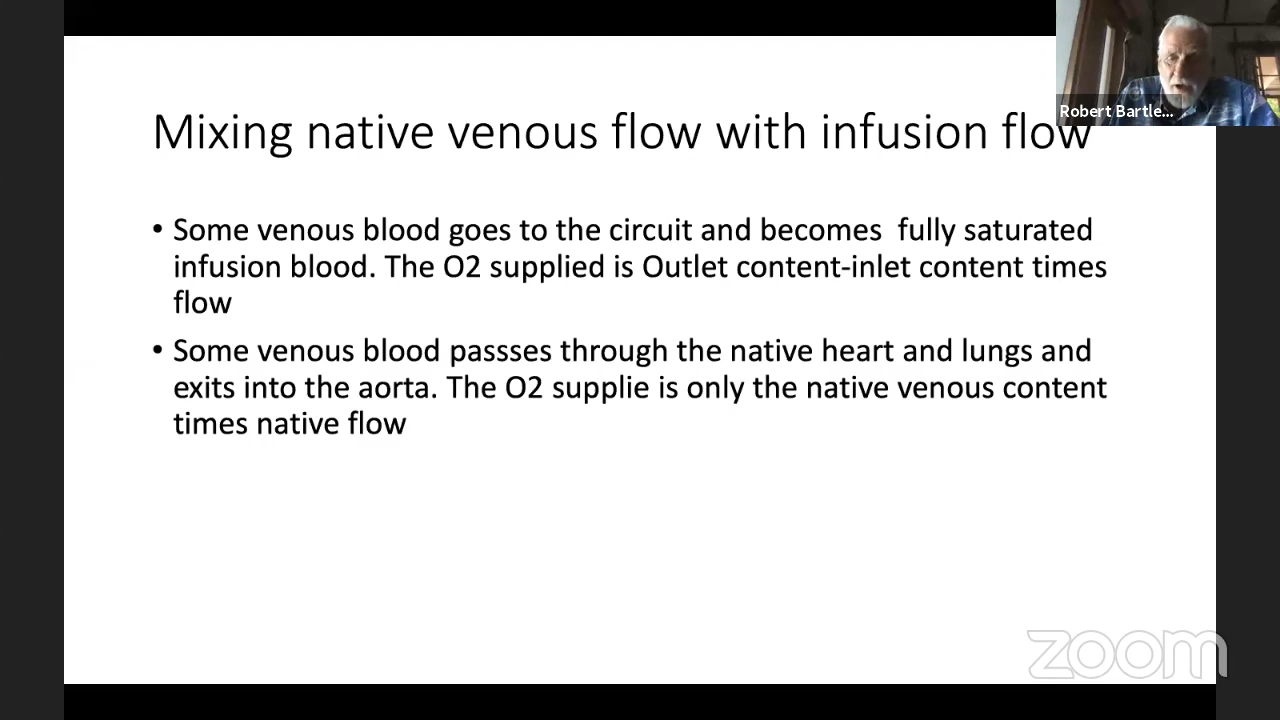 Robert Bartle...
Mixing native venous flow with infusion flow
• Some venous blood goes to the circuit and becomes  fully saturated
infusion blood. The O2 supplied is Outlet content-inlet content times
flow
• Some venous blood passses through the native heart and lungs and
exits into the aorta. The O2 supplie is only the native venous content
times native flow
zoom